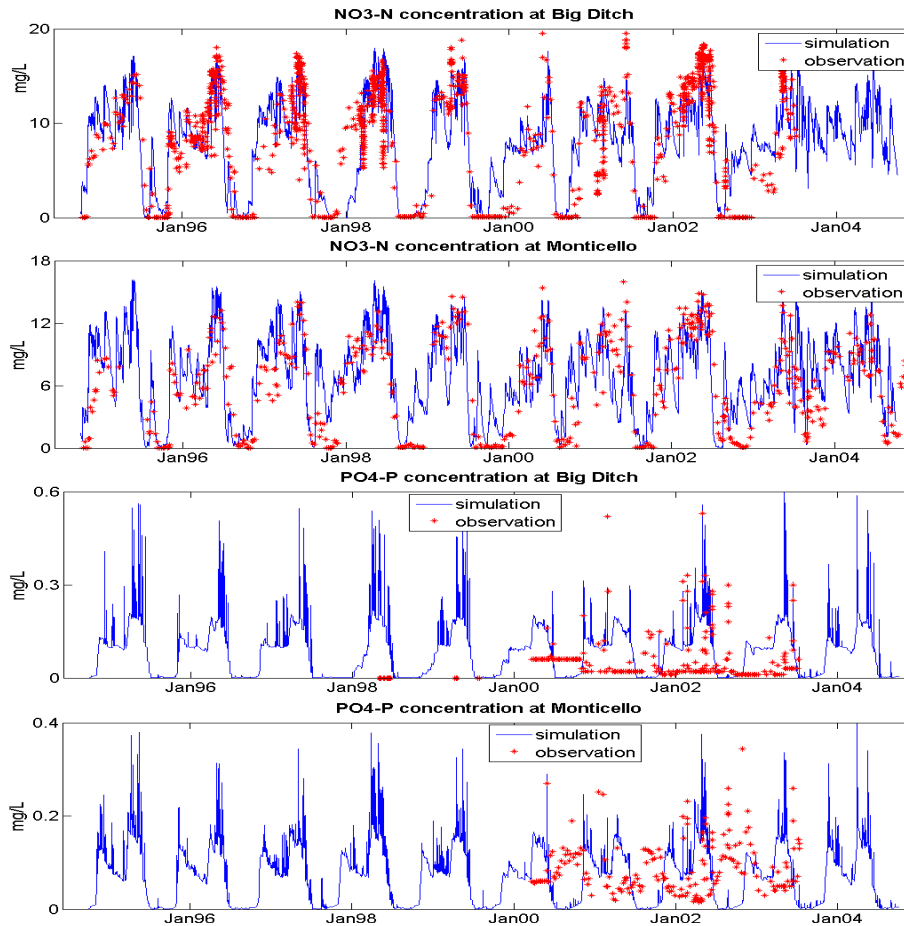 NO3-N concentration at Big Ditch
20
10
0
mg/L
simulation
observation
Jan96
Jan98
Jan00
Jan02
Jan04
NO3-N concentration at Monticello
18
12
6
0
mg/L
simulation
observation
Jan96
Jan98
Jan00
Jan02
Jan04
PO4-P concentration at Big Ditch
0.6
0.3
0
mg/L
simulation
observation
Jan96
Jan98
Jan00
Jan02
Jan04
PO4-P concentration at Monticello
0.4
0.2
0
mg/L
simulation
observation
Jan96
Jan98
Jan00
Jan02
Jan04